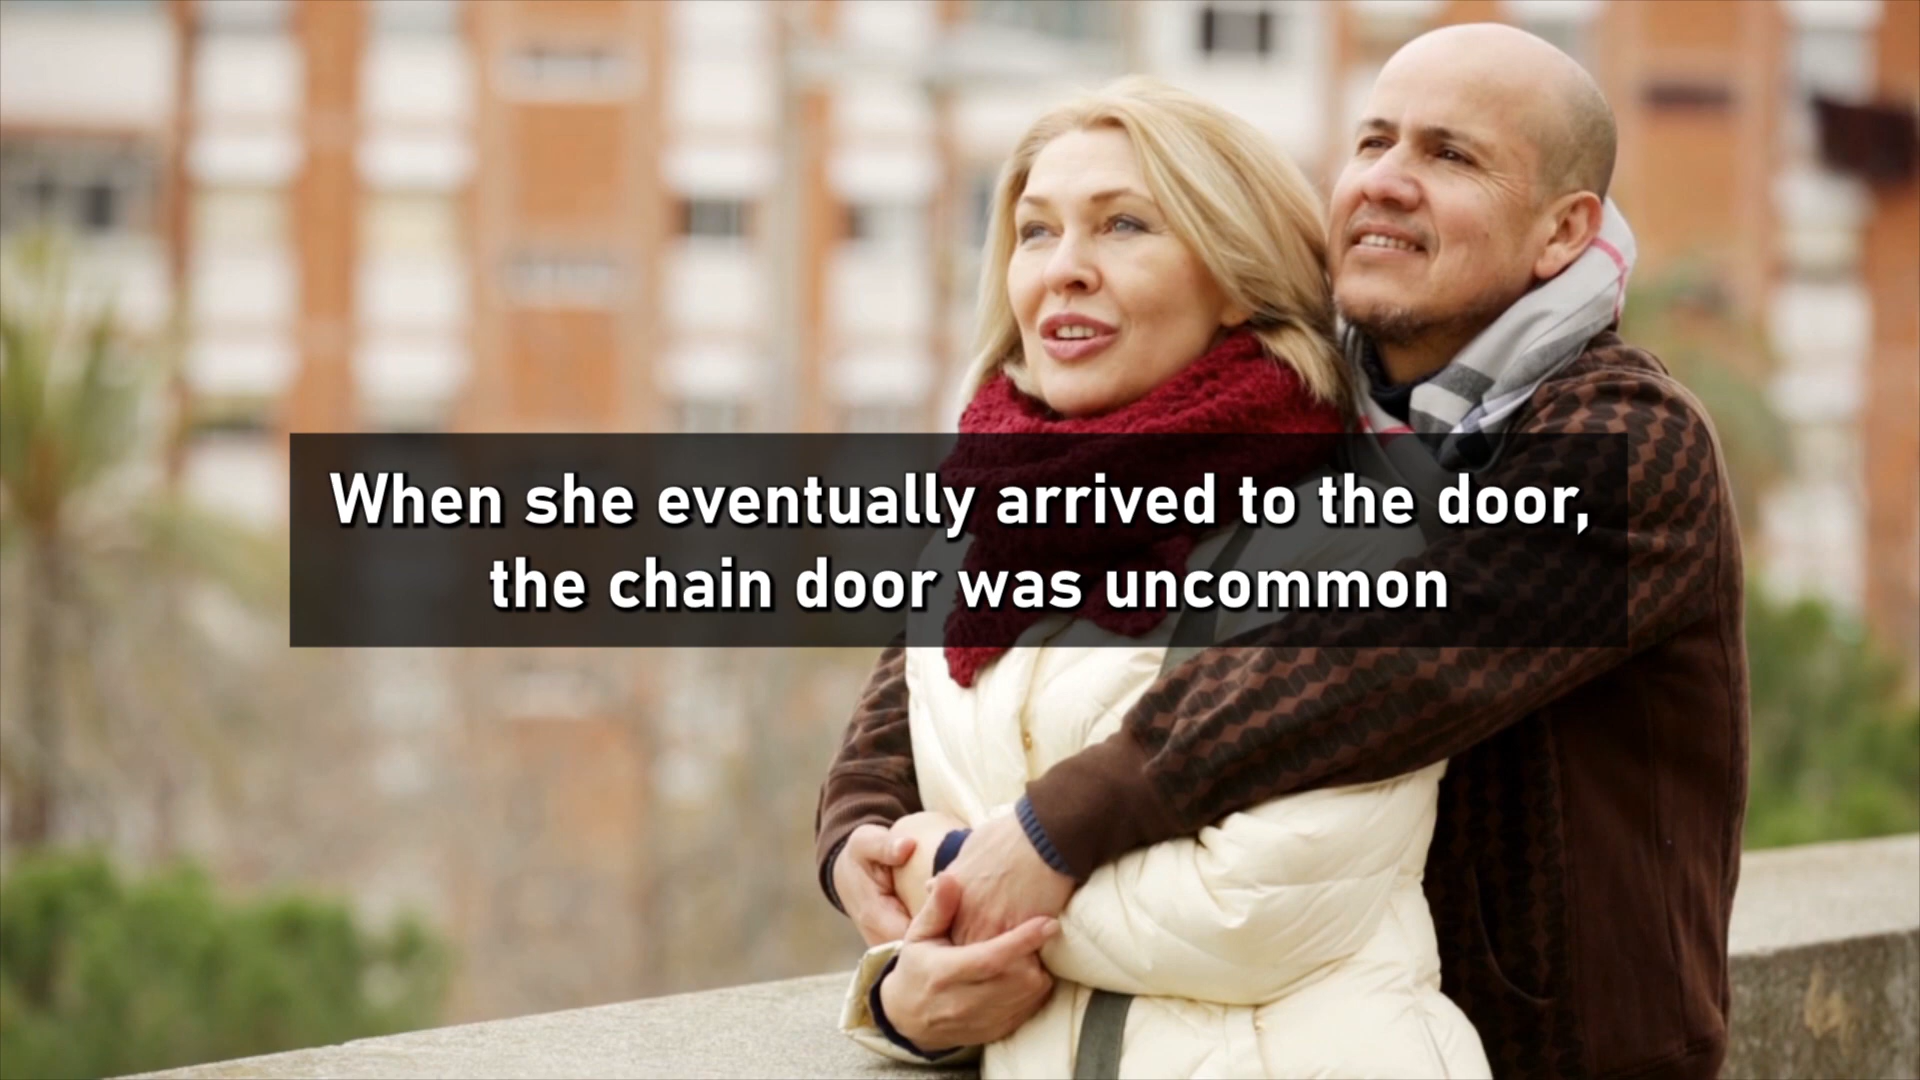 When she eventually arrived to the door,
the chain door was uncommon